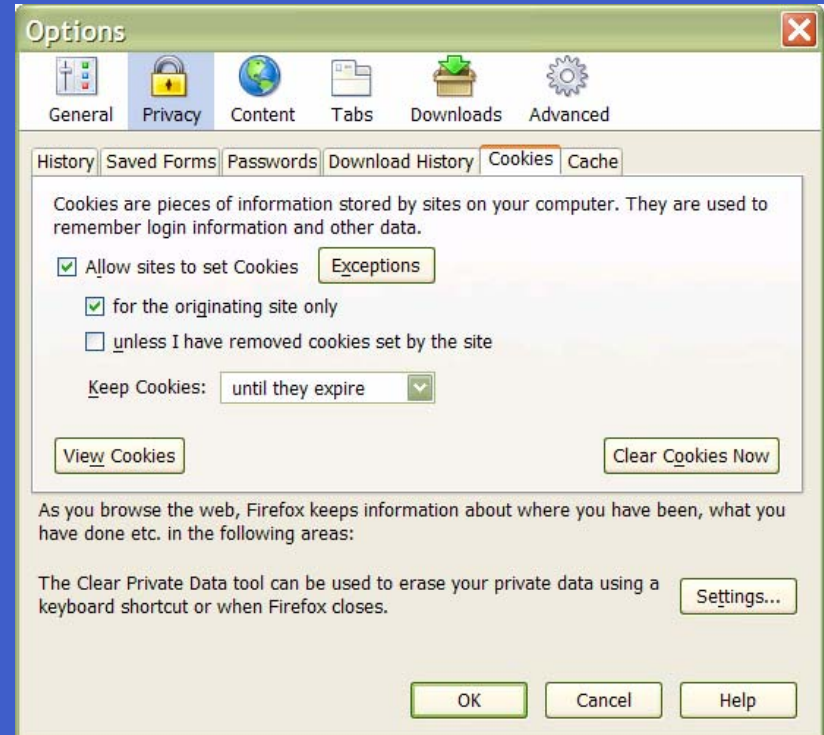 Options
General Privacy Content Tabs Downloads Advanced
History Saved Forms Passwords Download History Cookies Cache
Cookies are pieces of information stored by sites on your computer. They are used to
remember login information and other data.
Allow sites to set Cookies Exceptions
for the originating site only
unless I have removed cookies set by the site
Keep Cookies: until they expire
View Cookies Clear Cookies Now
As you browse the web, Firefox keeps information about where you have been, what you
have done etc. in the following areas:
The Clear Private Data tool can be used to erase your private data using a
keyboard shortcut or when Firefox closes.
Settings...
OK Cancel Help